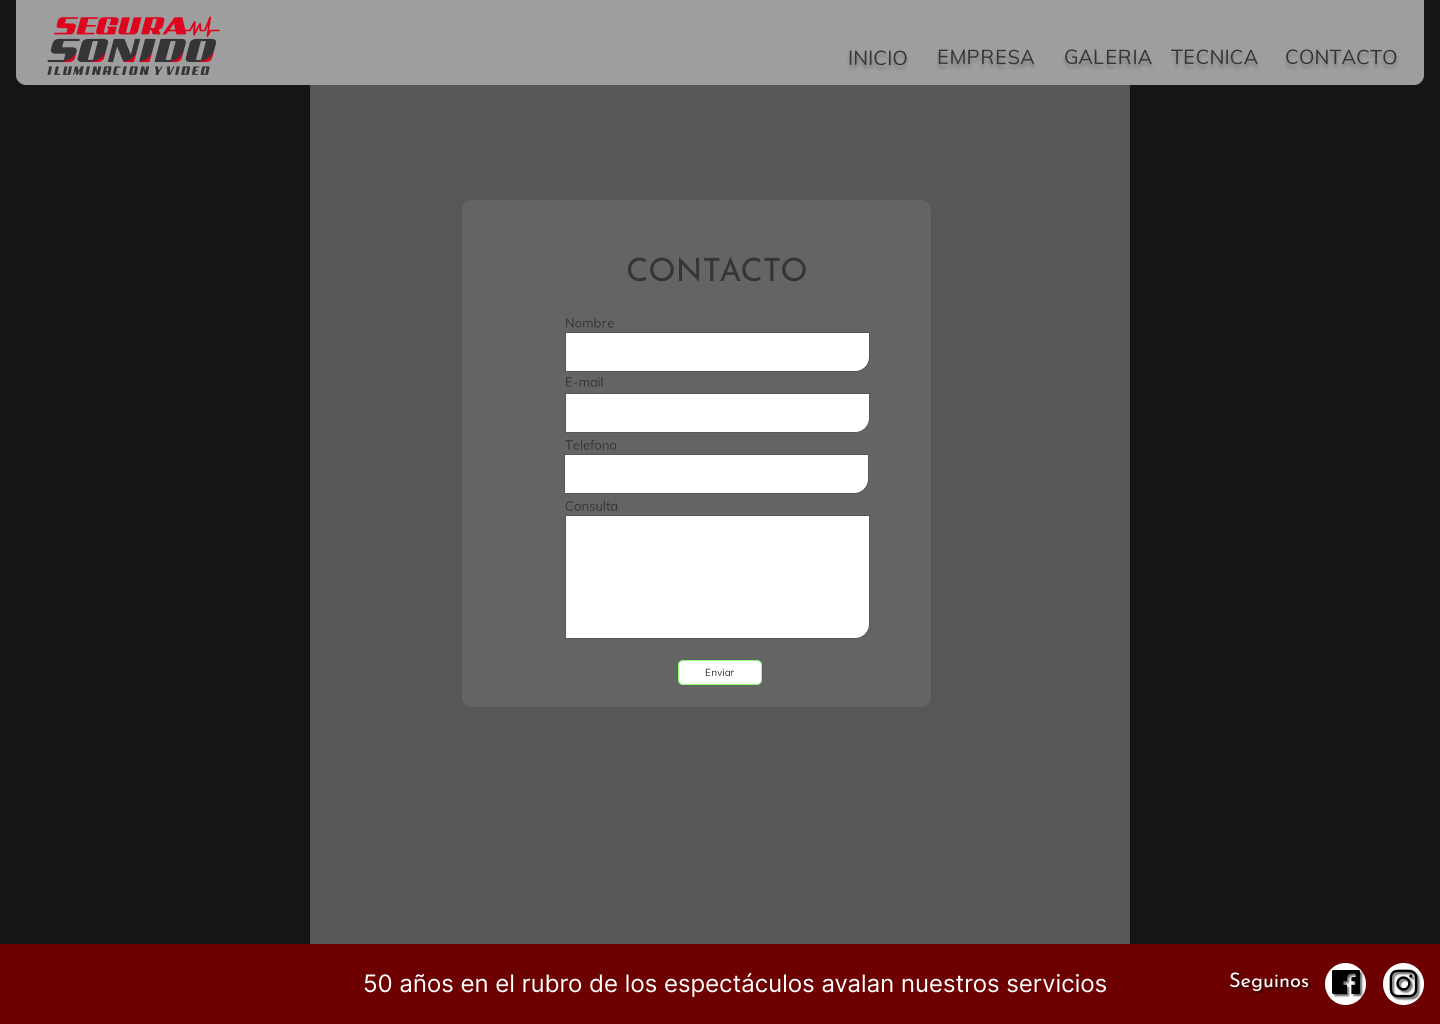 SEGURA
SONIDO
ILUMINACION Y VIDEO
INICIO EMPRESA GALERIA TECNICA CONTACTO
CONTACTO
Nombre
E-mail
Telefono
Consulta
Enviar
50 años en el rubro de los espectáculos avalan nuestros servicios
Seguinos